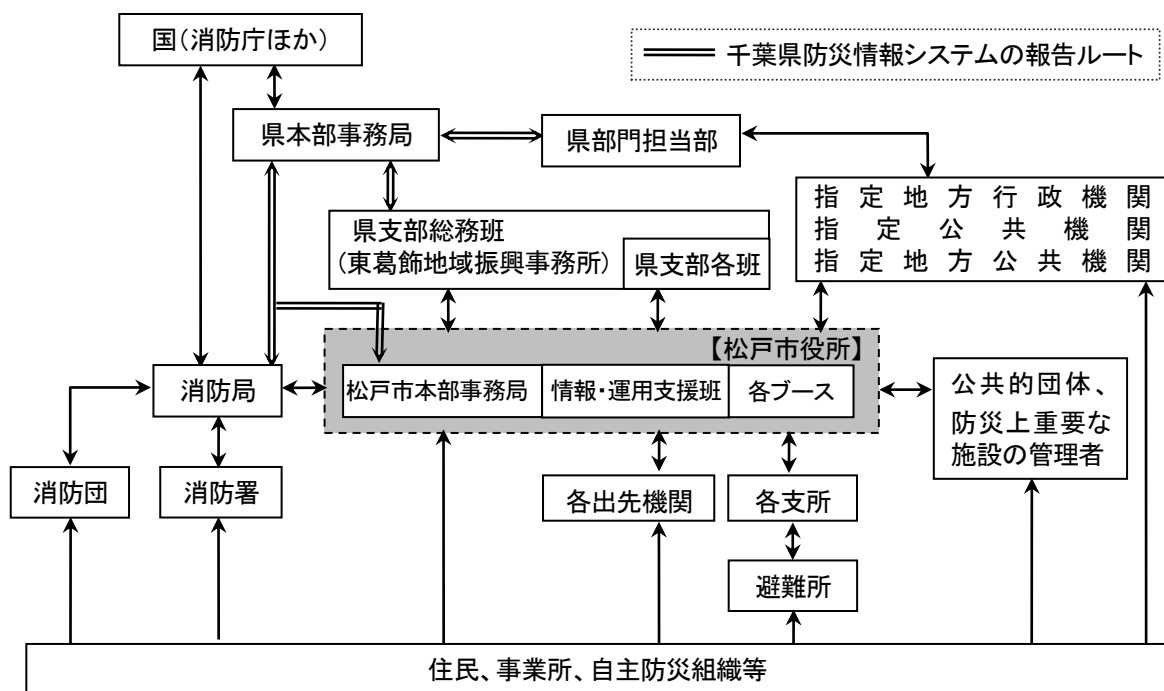 国(消防庁ほか)
千葉県防災情報システムの報告ルート
県本部事務局
県部門担当部
指定地方行政機関
指定公共機関
指定地方公共機関
県支部総務班
(東葛飾地域振興事務所)
県支部各班
【松戸市役所】
消防局
松戸市本部事務局
情報・運用支援班
各ブース
公共的団体、
防災上重要な
施設の管理者
消防団
消防署
各出先機関
各支所
避難所
住民、事業所、自主防災組織等